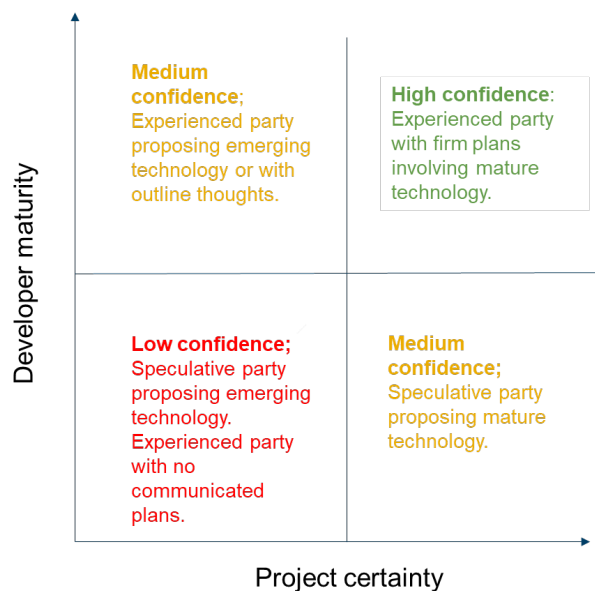 Medium
confidence;
Experienced party
proposing emerging
technology or with
outline thoughts.
High confidence:
Experienced party
with firm plans
involving mature
technology.
Developer maturity
Low confidence;
Speculative party
proposing emerging
technology.
Experienced party
with no
communicated
plans.
Medium
confidence;
Speculative party
proposing mature
technology.
Project certainty